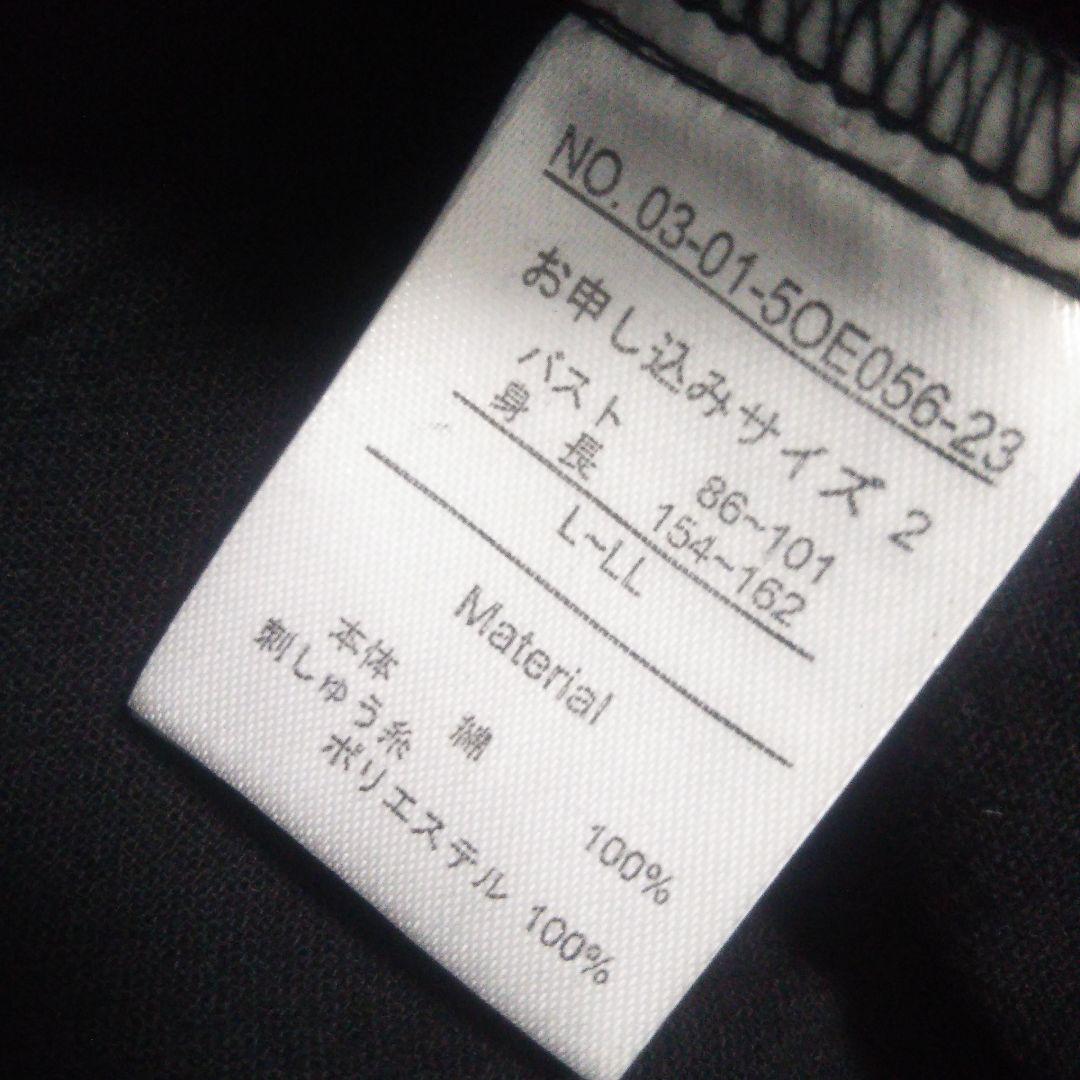 NO. 03-01-5OE056-23
お申し込みサイズ 2
バスト 86~101
身 長 154~162
L~LL
Material
本体 綿 100%
刺しゅう糸
ポリエステル 100%